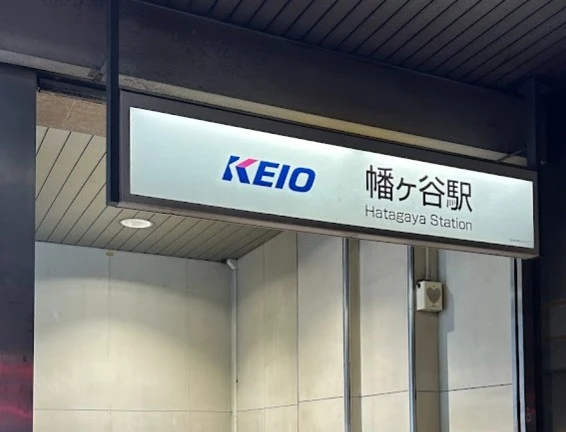 KEIO
幡ヶ谷駅
Hatagaya Station